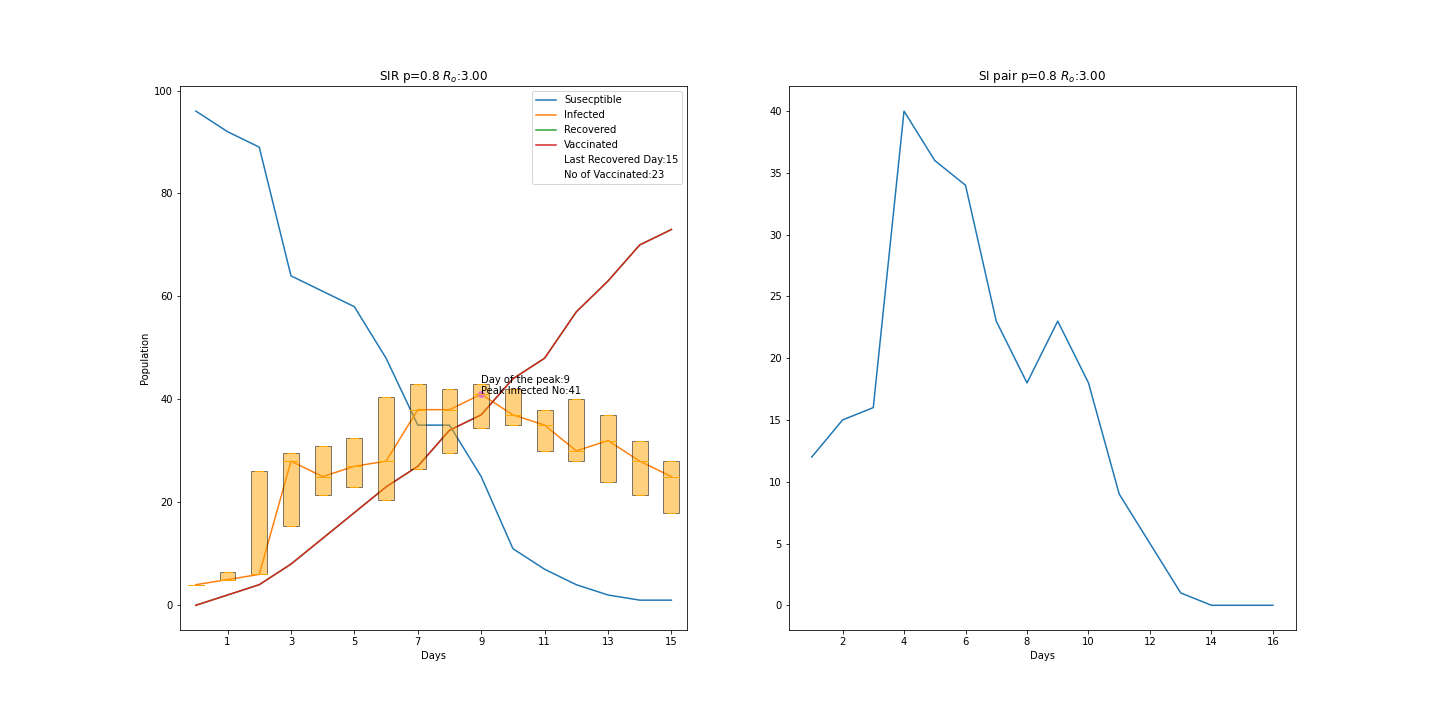 SIR p=0.8 Rₒ:3.00
100
80
60
40
20
0
Population
Susecptible
Infected
Recovered
Vaccinated
Last Recovered Day:15
No of Vaccinated:23
Day of the peak:9
Peak Infected No:41
1 3 5 7 9 11 13 15
Days
SI pair p=0.8 Rₒ:3.00
40
35
30
25
20
15
10
5
0
2 4 6 8 10 12 14 16
Days